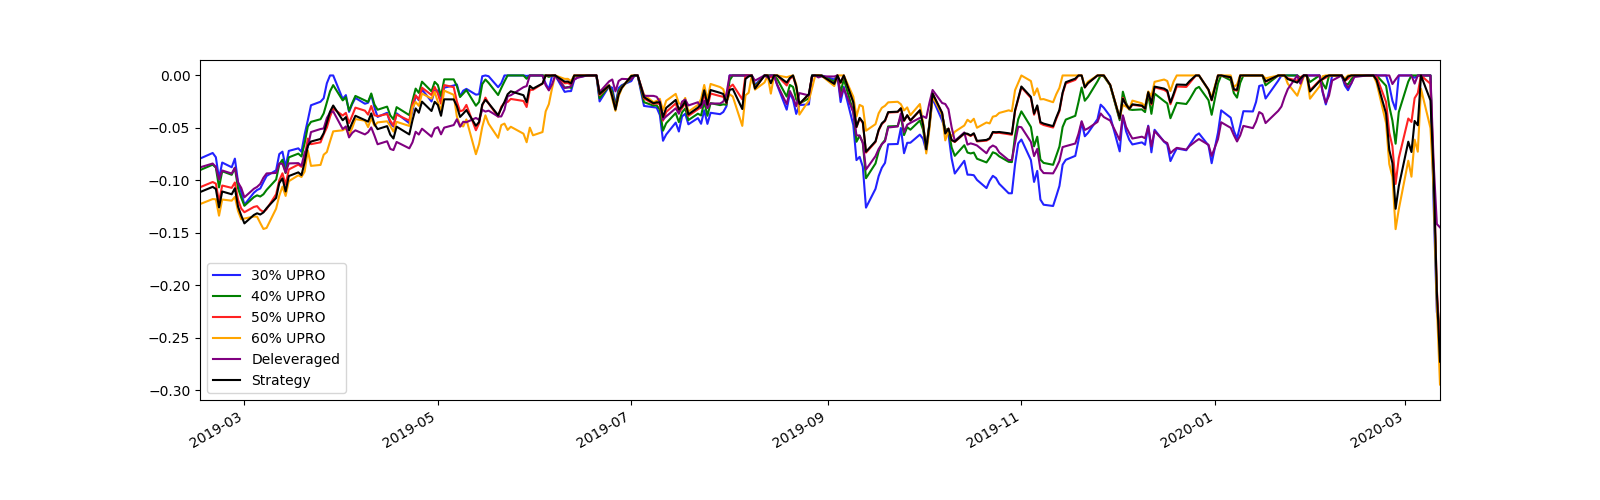 0.00
−0.05
−0.10
−0.15
−0.20
−0.25
−0.30
30% UPRO
40% UPRO
50% UPRO
60% UPRO
Deleveraged
Strategy
2019-03
2019-05
2019-07
2019-09
2019-11
2020-01
2020-03